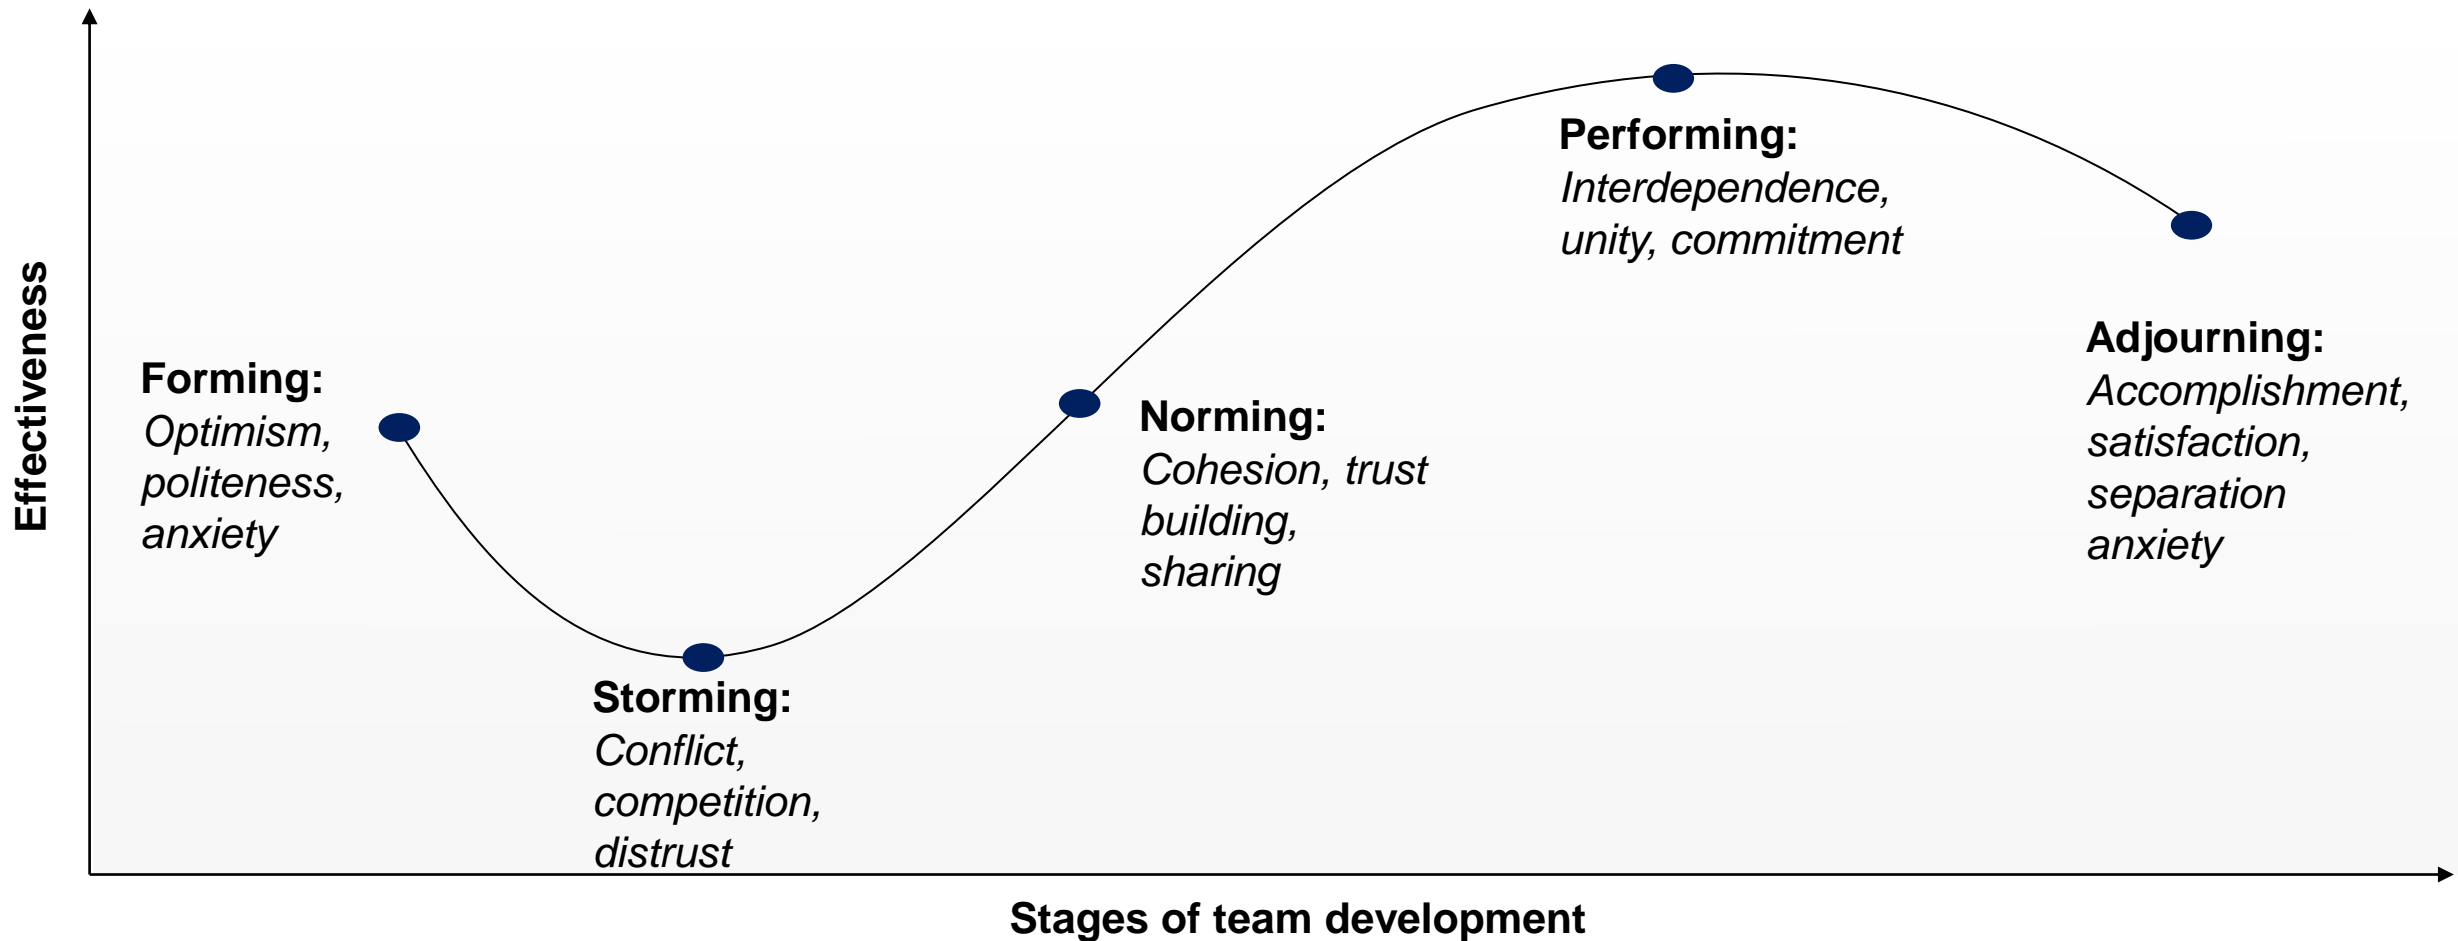 Effectiveness
Forming:
Optimism,
politeness,
anxiety
Storming:
Conflict,
competition,
distrust
Norming:
Cohesion, trust
building,
sharing
Performing:
Interdependence,
unity, commitment
Adjourning:
Accomplishment,
satisfaction,
separation
anxiety
Stages of team development